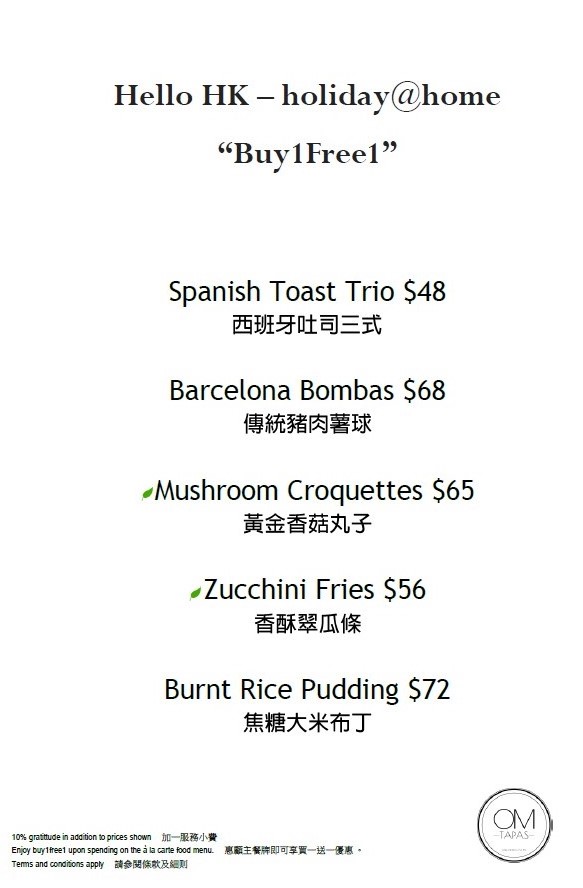 Hello HK – holiday@home
“Buy1Free1”
Spanish Toast Trio $48
西班牙吐司三式
Barcelona Bombas $68
傳統豬肉薯球
Mushroom Croquettes $65
黃金香菇丸子
Zucchini Fries $56
香酥翠瓜條
Burnt Rice Pudding $72
焦糖大米布丁
OM
TAPAS
10% gratittude in addition to prices shown 加一服務小費
Enjoy buy1free1 upon spending on the á la carte food menu. 惠顧主餐牌即可享買一送一優惠。
Terms and conditions apply 請參閱條款及細則